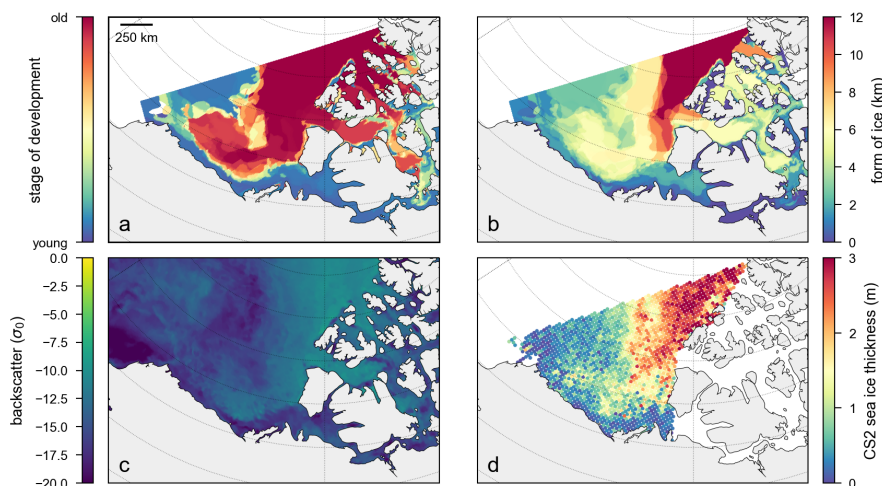 old
250 km
a
stage of development
young
b
12
10
8
6
4
2
0
form of ice (km)
0.0
−2.5
−5.0
−7.5
−10.0
−12.5
−15.0
−17.5
−20.0
backscatter (σ0)
c
d
3
2
1
0
CS2 sea ice thickness (m)